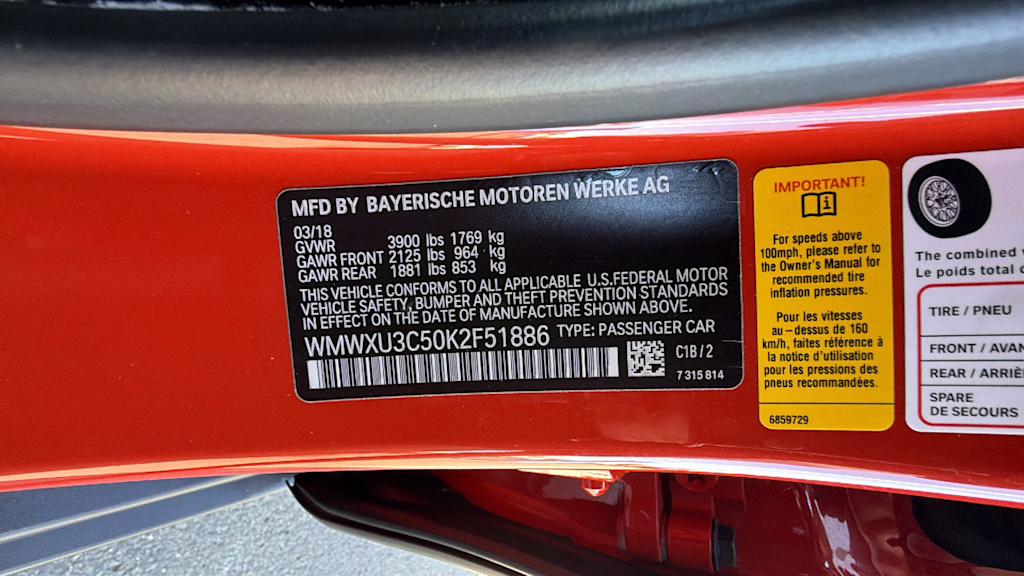 MFD BY BAYERISCHE MOTOREN WERKE AG
03/18
GVWR 3900 lbs 1769 kg
GAWR FRONT 2125 lbs 964 kg
GAWR REAR 1881 lbs 853 kg
THIS VEHICLE CONFORMS TO ALL APPLICABLE U.S.FEDERAL MOTOR
VEHICLE SAFETY, BUMPER AND THEFT PREVENTION STANDARDS
IN EFFECT ON THE DATE OF MANUFACTURE SHOWN ABOVE.
WMWXU3C50K2F51886 TYPE: PASSENGER CAR
C1B/2
7 315 814
IMPORTANT!
For speeds above
100mph, please refer to
the Owner's Manual for
recommended tire
inflation pressures.
Pour les vitesses
au-dessus de 160
km/h, faites référence à
la notice d'utilisation
pour les pressions des
pneus recommandées.
6859729
The combined
Le poids total
TIRE / PNEU
FRONT / AVAN
REAR / ARRIÈ
SPARE
DE SECOURS